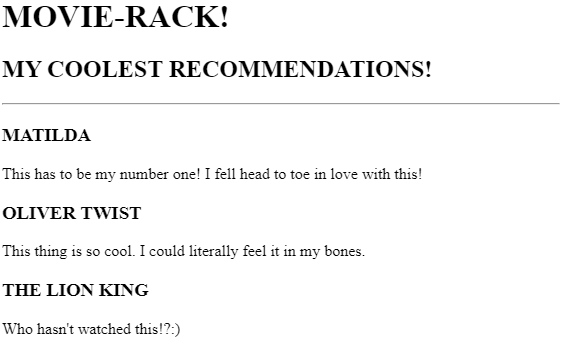 MOVIE-RACK!
MY COOLEST RECOMMENDATIONS!
MATILDA
This has to be my number one! I fell head to toe in love with this!
OLIVER TWIST
This thing is so cool. I could literally feel it in my bones.
THE LION KING
Who hasn't watched this!?:)